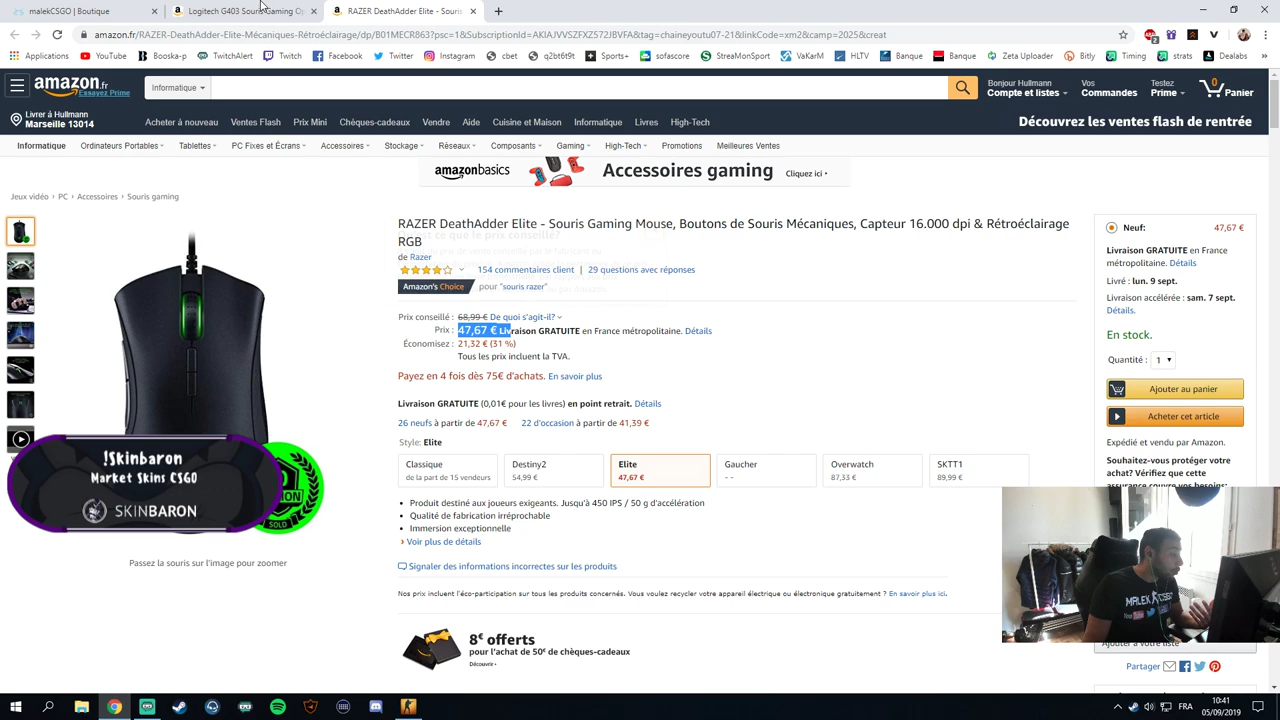 malekCSGO | Boutique
Logitech G403 Souris Gaming Op
RAZER DeathAdder Elite - Souris
amazon.fr/RAZER-DeathAdder-Elite-Mécaniques-Rétroéclairage/dp/B01MECR863?psc=1&SubscriptionId=AKIAJVVSZFXZ572JBVFA&tag=chaineyoutu07-21&linkCode=xm2&camp=2025&creat
Applications YouTube Booska-p TwitchAlert Twitch Facebook Twitter Instagram cbet q2bt6t9t Sports+ sofascore StreaMonSport VaKarM HLTV Banque Banque Zeta Uploader Bitly Timing strats Dealabs »
amazon.fr
Essayez Prime
Informatique
Bonjour Hullmann
Compte et listes
Vos
Commandes
Testez
Prime
0
Panier
Livrer à Hullmann
Marseille 13014
Acheter à nouveau Ventes Flash Prix Mini Chèques-cadeaux Vendre Aide Cuisine et Maison Informatique Livres High-Tech
Découvrez les ventes flash de rentrée
Informatique Ordinateurs Portables Tablettes PC Fixes et Écrans Accessoires Stockage Réseaux Composants Gaming High-Tech Promotions Meilleures Ventes
amazonbasics Accessoires gaming Cliquez ici
Jeux vidéo › PC › Accessoires › Souris gaming
RAZER DeathAdder Elite - Souris Gaming Mouse, Boutons de Souris Mécaniques, Capteur 16.000 dpi & Rétroéclairage
RGB
de Razer
154 commentaires client | 29 questions avec réponses
Amazon's Choice pour "souris razer"
Prix conseillé : 68,99 € De quoi s'agit-il?
Prix : 47,67 € Livraison GRATUITE en France métropolitaine. Détails
Économisez : 21,32 € (31 %)
Tous les prix incluent la TVA.
Payez en 4 fois dès 75€ d'achats. En savoir plus
Livraison GRATUITE (0,01€ pour les livres) en point retrait. Détails
26 neufs à partir de 47,67 € 22 d'occasion à partir de 41,39 €
Style: Elite
Classique
de la part de 15 vendeurs
Destiny2
54,99 €
Elite
47,67 €
Gaucher
- -
Overwatch
87,33 €
SKTT1
89,99 €
• Produit destiné aux joueurs exigeants. Jusqu'à 450 IPS / 50 g d'accélération
• Qualité de fabrication irréprochable
• Immersion exceptionnelle
› Voir plus de détails
Signaler des informations incorrectes sur les produits
Nos prix incluent l'éco-participation sur tous les produits concernés. Vous voulez recycler votre appareil électrique ou électronique gratuitement ? En savoir plus ici.
8€ offerts
pour l'achat de 50€ de chèques-cadeaux
Découvrir
!Skinbaron
Market Skins CSGO
SKINBARON
SOLD
Passez la souris sur l'image pour zoomer
Neuf: 47,67 €
Livraison GRATUITE en France
métropolitaine. Détails
Livré : lun. 9 sept.
Livraison accélérée : sam. 7 sept.
Détails.
En stock.
Quantité : 1
Ajouter au panier
Acheter cet article
Expédié et vendu par Amazon.
Souhaitez-vous protéger votre
achat? Vérifiez que cette
assurance couvre vos besoins:
MALEK CSGO
Ajouter à votre liste
Partager
FRA
10:41
05/09/2019